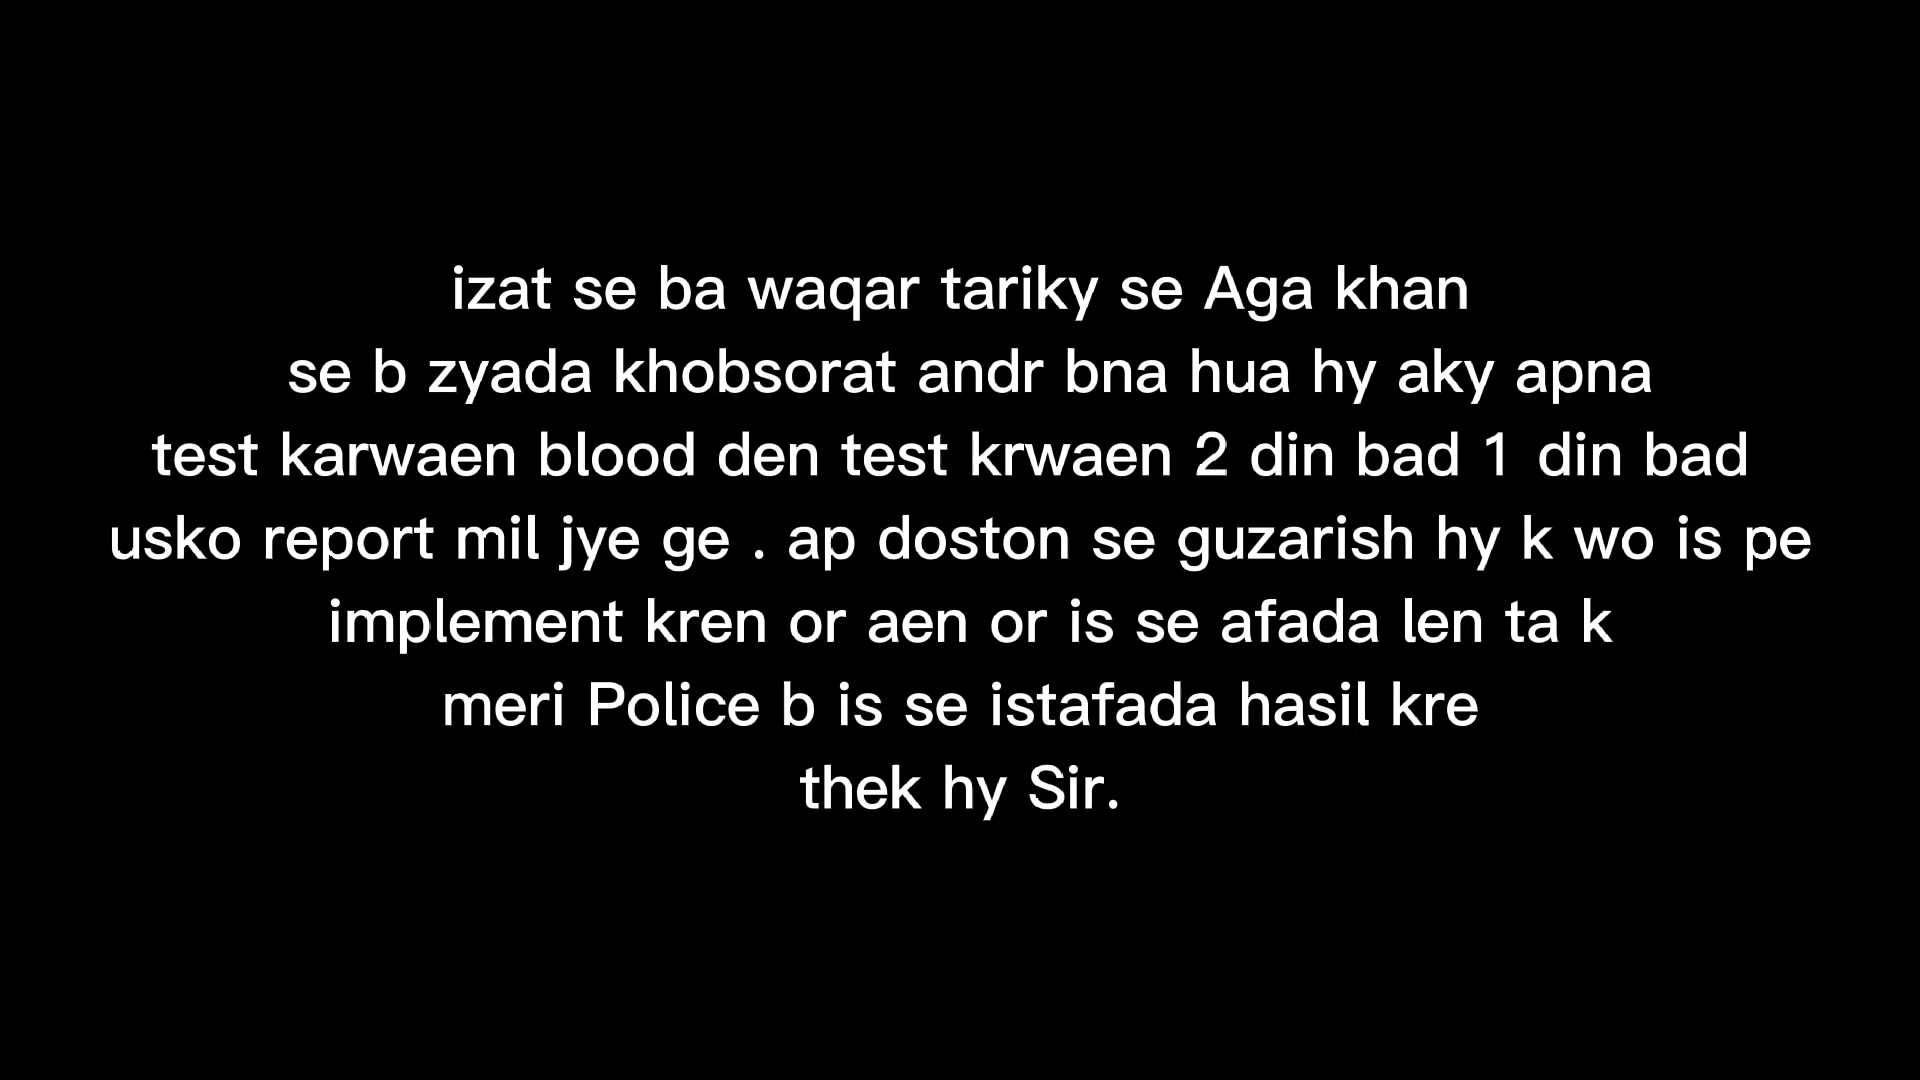 izat se ba waqar tariky se Aga khan
se b zyada khobsorat andr bna hua hy aky apna
test karwaen blood den test krwaen 2 din bad 1 din bad
usko report mil jye ge . ap doston se guzarish hy k wo is pe
implement kren or aen or is se afada len ta k
meri Police b is se istafada hasil kre
thek hy Sir.